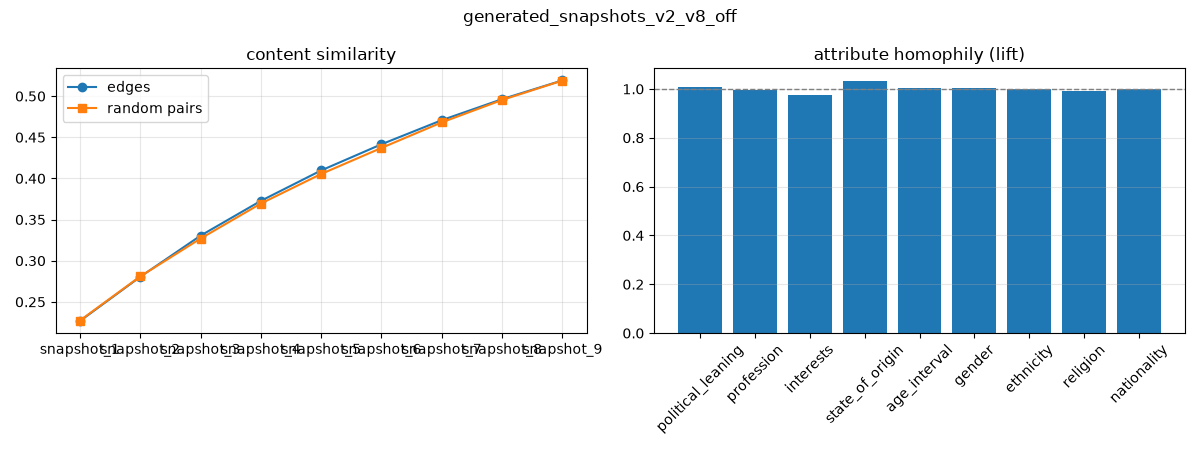 generated_snapshots_v2_v8_off
content similarity
edges
random pairs
0.50
0.45
0.40
0.35
0.30
0.25
snapshot_1 snapshot_2 snapshot_3 snapshot_4 snapshot_5 snapshot_6 snapshot_7 snapshot_8 snapshot_9
attribute homophily (lift)
1.0
0.8
0.6
0.4
0.2
0.0
political_leaning
profession
interests
state_of_origin
age_interval
gender
ethnicity
religion
nationality